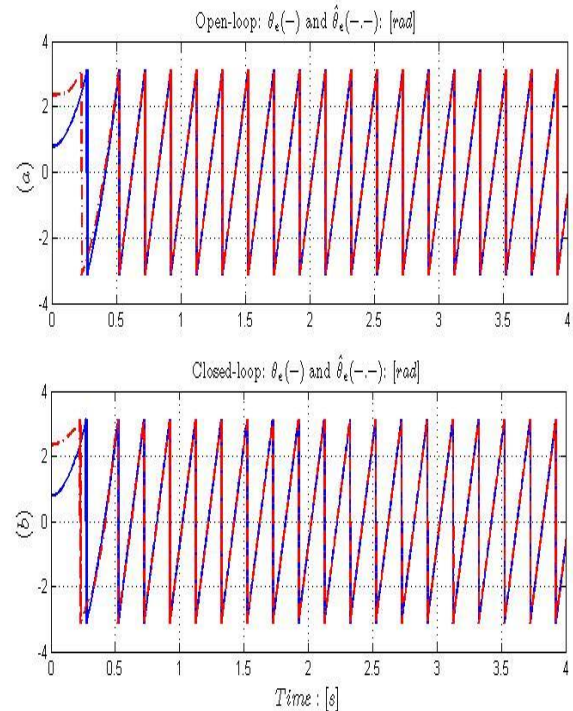 Open-loop: θₑ(−) and θ̂ₑ(−.−): [rad]
4
2
0
-2
-4
(a)
0 0.5 1 1.5 2 2.5 3 3.5 4
Closed-loop: θₑ(−) and θ̂ₑ(−.−): [rad]
4
2
0
-2
-4
(b)
0 0.5 1 1.5 2 2.5 3 3.5 4
Time : [s]